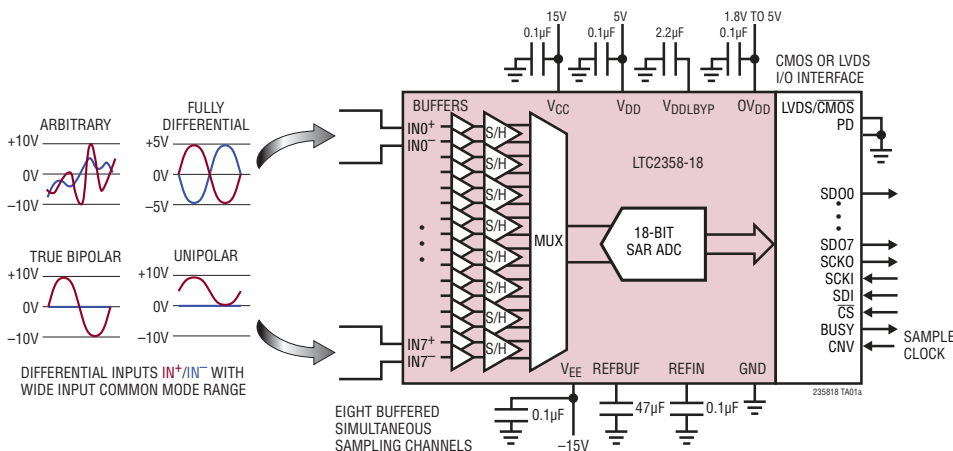 15V
5V
1.8V TO 5V
0.1µF
0.1µF
2.2µF
0.1µF
CMOS OR LVDS
I/O INTERFACE
ARBITRARY
+10V
0V
–10V
FULLY
DIFFERENTIAL
+5V
0V
–5V
TRUE BIPOLAR
+10V
0V
–10V
UNIPOLAR
+10V
0V
–10V
DIFFERENTIAL INPUTS IN+/IN– WITH
WIDE INPUT COMMON MODE RANGE
BUFFERS
IN0+
IN0–
IN7+
IN7–
S/H
S/H
S/H
S/H
S/H
S/H
S/H
S/H
MUX
VCC
VDD
VDDLBYP
OVDD
LTC2358-18
18-BIT
SAR ADC
VEE
REFBUF
REFIN
GND
LVDS/CMOS
PD
SDO0
SDO7
SCKO
SCKI
SDI
CS
BUSY
CNV
SAMPLE
CLOCK
235818 TA01a
EIGHT BUFFERED
SIMULTANEOUS
SAMPLING CHANNELS
0.1µF
–15V
47µF
0.1µF